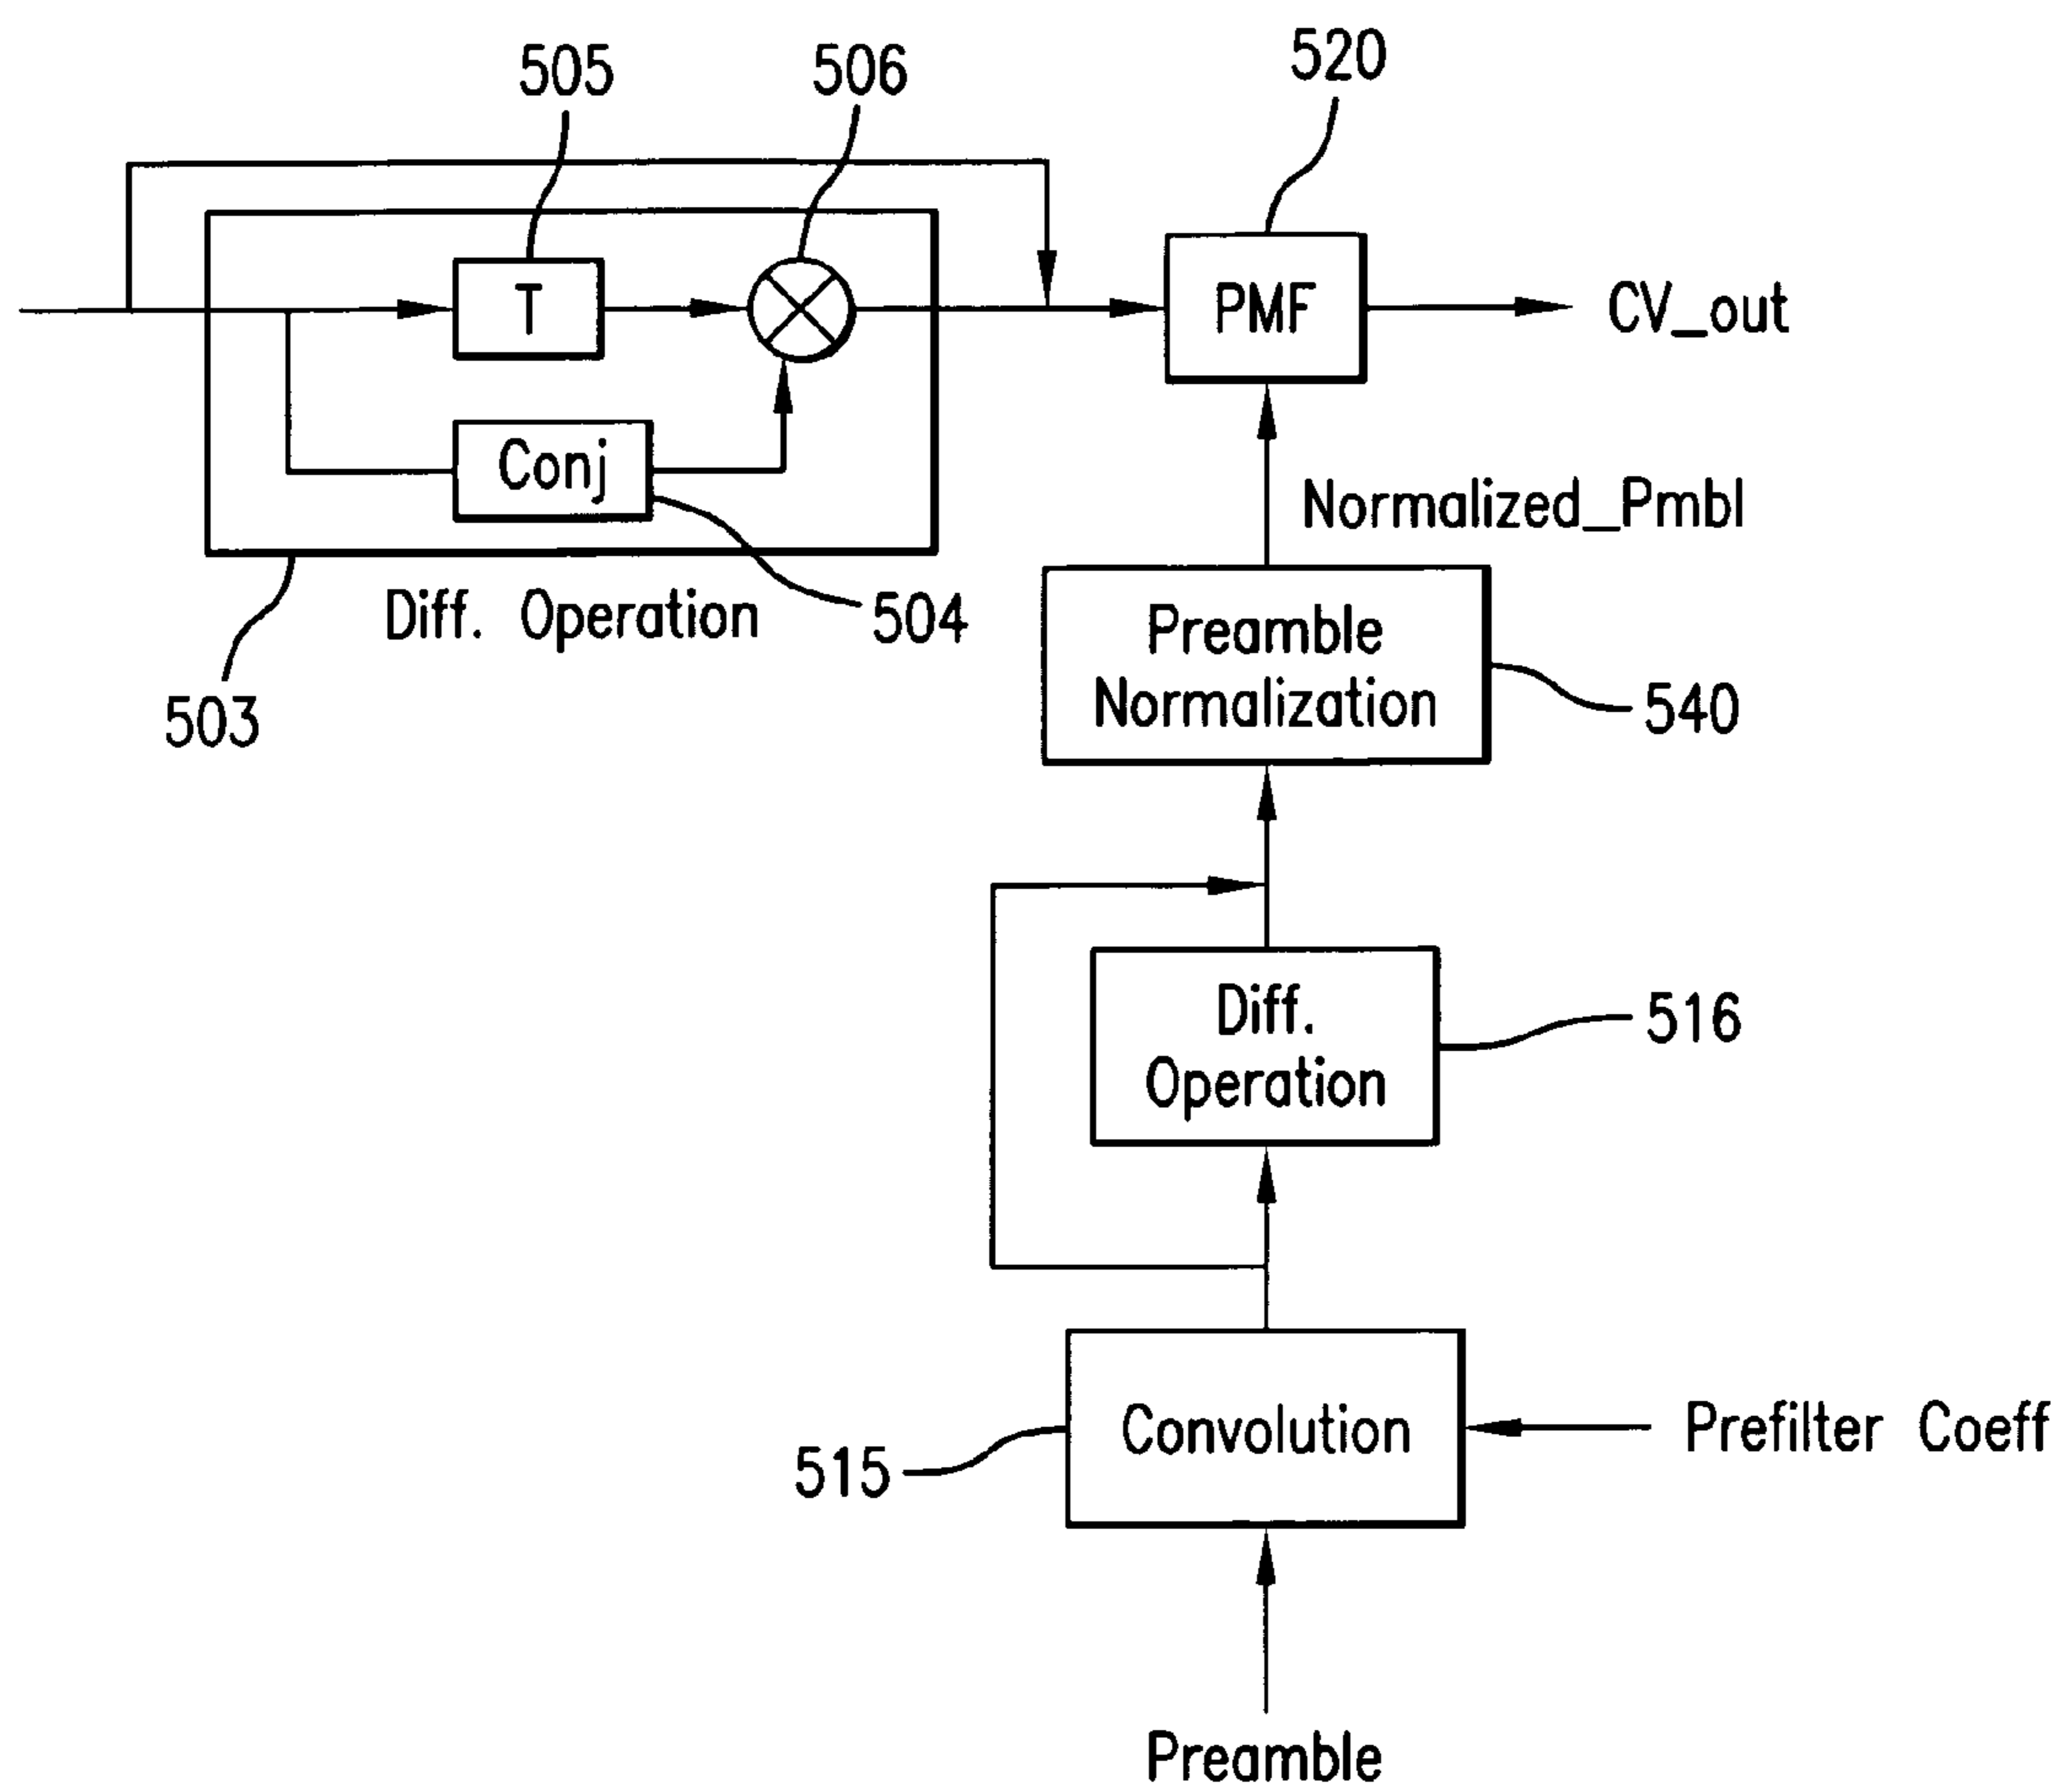 505
506
520
T
PMF
CV_out
Conj
Normalized_Pmbl
Diff. Operation
504
503
Preamble
Normalization
540
Diff.
Operation
516
Convolution
Prefilter Coeff
515
Preamble